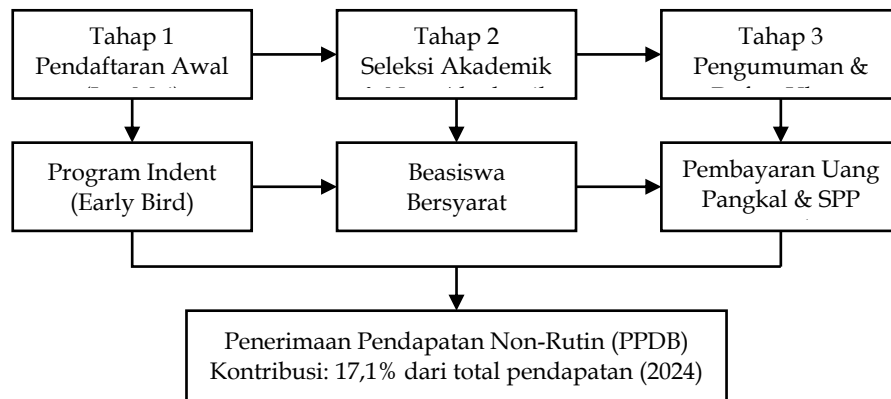 Tahap 1
Pendaftaran Awal
Tahap 2
Seleksi Akademik
Tahap 3
Pengumuman &
Program Indent
(Early Bird)
Beasiswa
Bersyarat
Pembayaran Uang
Pangkal & SPP
Penerimaan Pendapatan Non-Rutin (PPDB)
Kontribusi: 17,1% dari total pendapatan (2024)